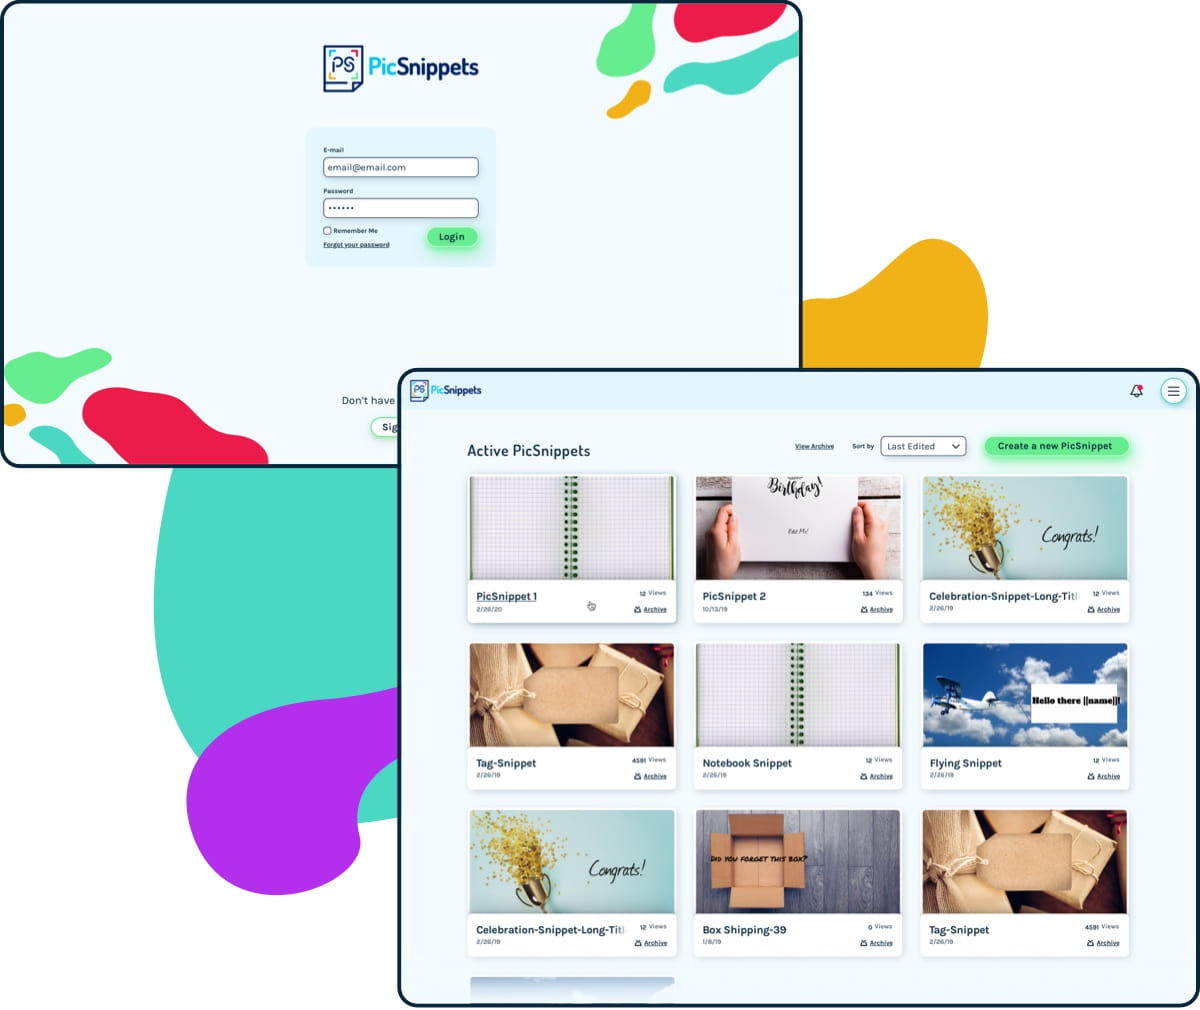 PS PicSnippets
E-mail
email@email.com
Password
••••••
Remember Me
Forgot your password
Login
Don't have
Sig
PS PicSnippets
Active PicSnippets
View Archive
Sort by
Last Edited
Create a new PicSnippet
Birthday!
Edit Me!
Congrats!
PicSnippet 1
12 Views
2/26/20
Archive
PicSnippet 2
134 Views
10/13/19
Archive
Celebration-Snippet-Long-Titl
12 Views
2/26/19
Archive
Hello there ||name||!
Tag-Snippet
4591 Views
2/26/19
Archive
Notebook Snippet
12 Views
2/26/19
Archive
Flying Snippet
12 Views
2/26/19
Archive
Congrats!
DID YOU FORGET THIS BOX?
Celebration-Snippet-Long-Titl
12 Views
2/26/19
Archive
Box Shipping-39
0 Views
1/8/19
Archive
Tag-Snippet
4591 Views
2/26/19
Archive